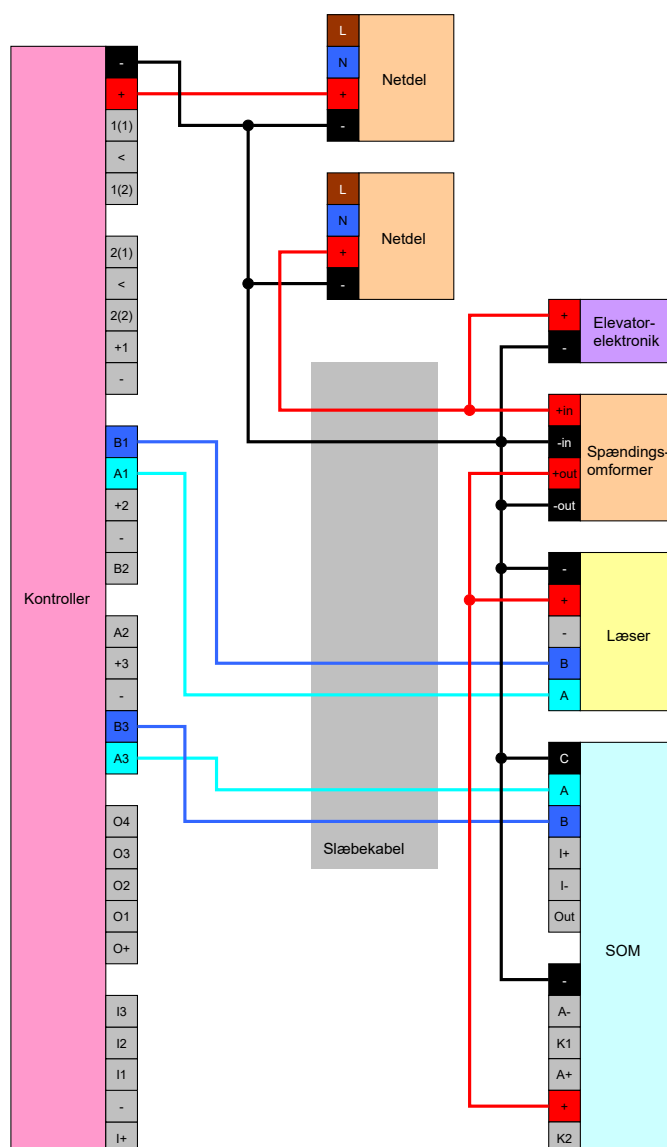 Kontroller
-
+
1(1)
<
1(2)
2(1)
<
2(2)
+1
-
B1
A1
+2
-
B2
A2
+3
-
B3
A3
O4
O3
O2
O1
O+
I3
I2
I1
-
I+
L
N
+
-
Netdel
L
N
+
-
Netdel
Slæbekabel
+
-
Elevator-
elektronik
+in
-in
+out
-out
Spændings-
omformer
-
+
-
B
A
Læser
C
A
B
I+
I-
Out
-
A-
K1
A+
+
K2
SOM